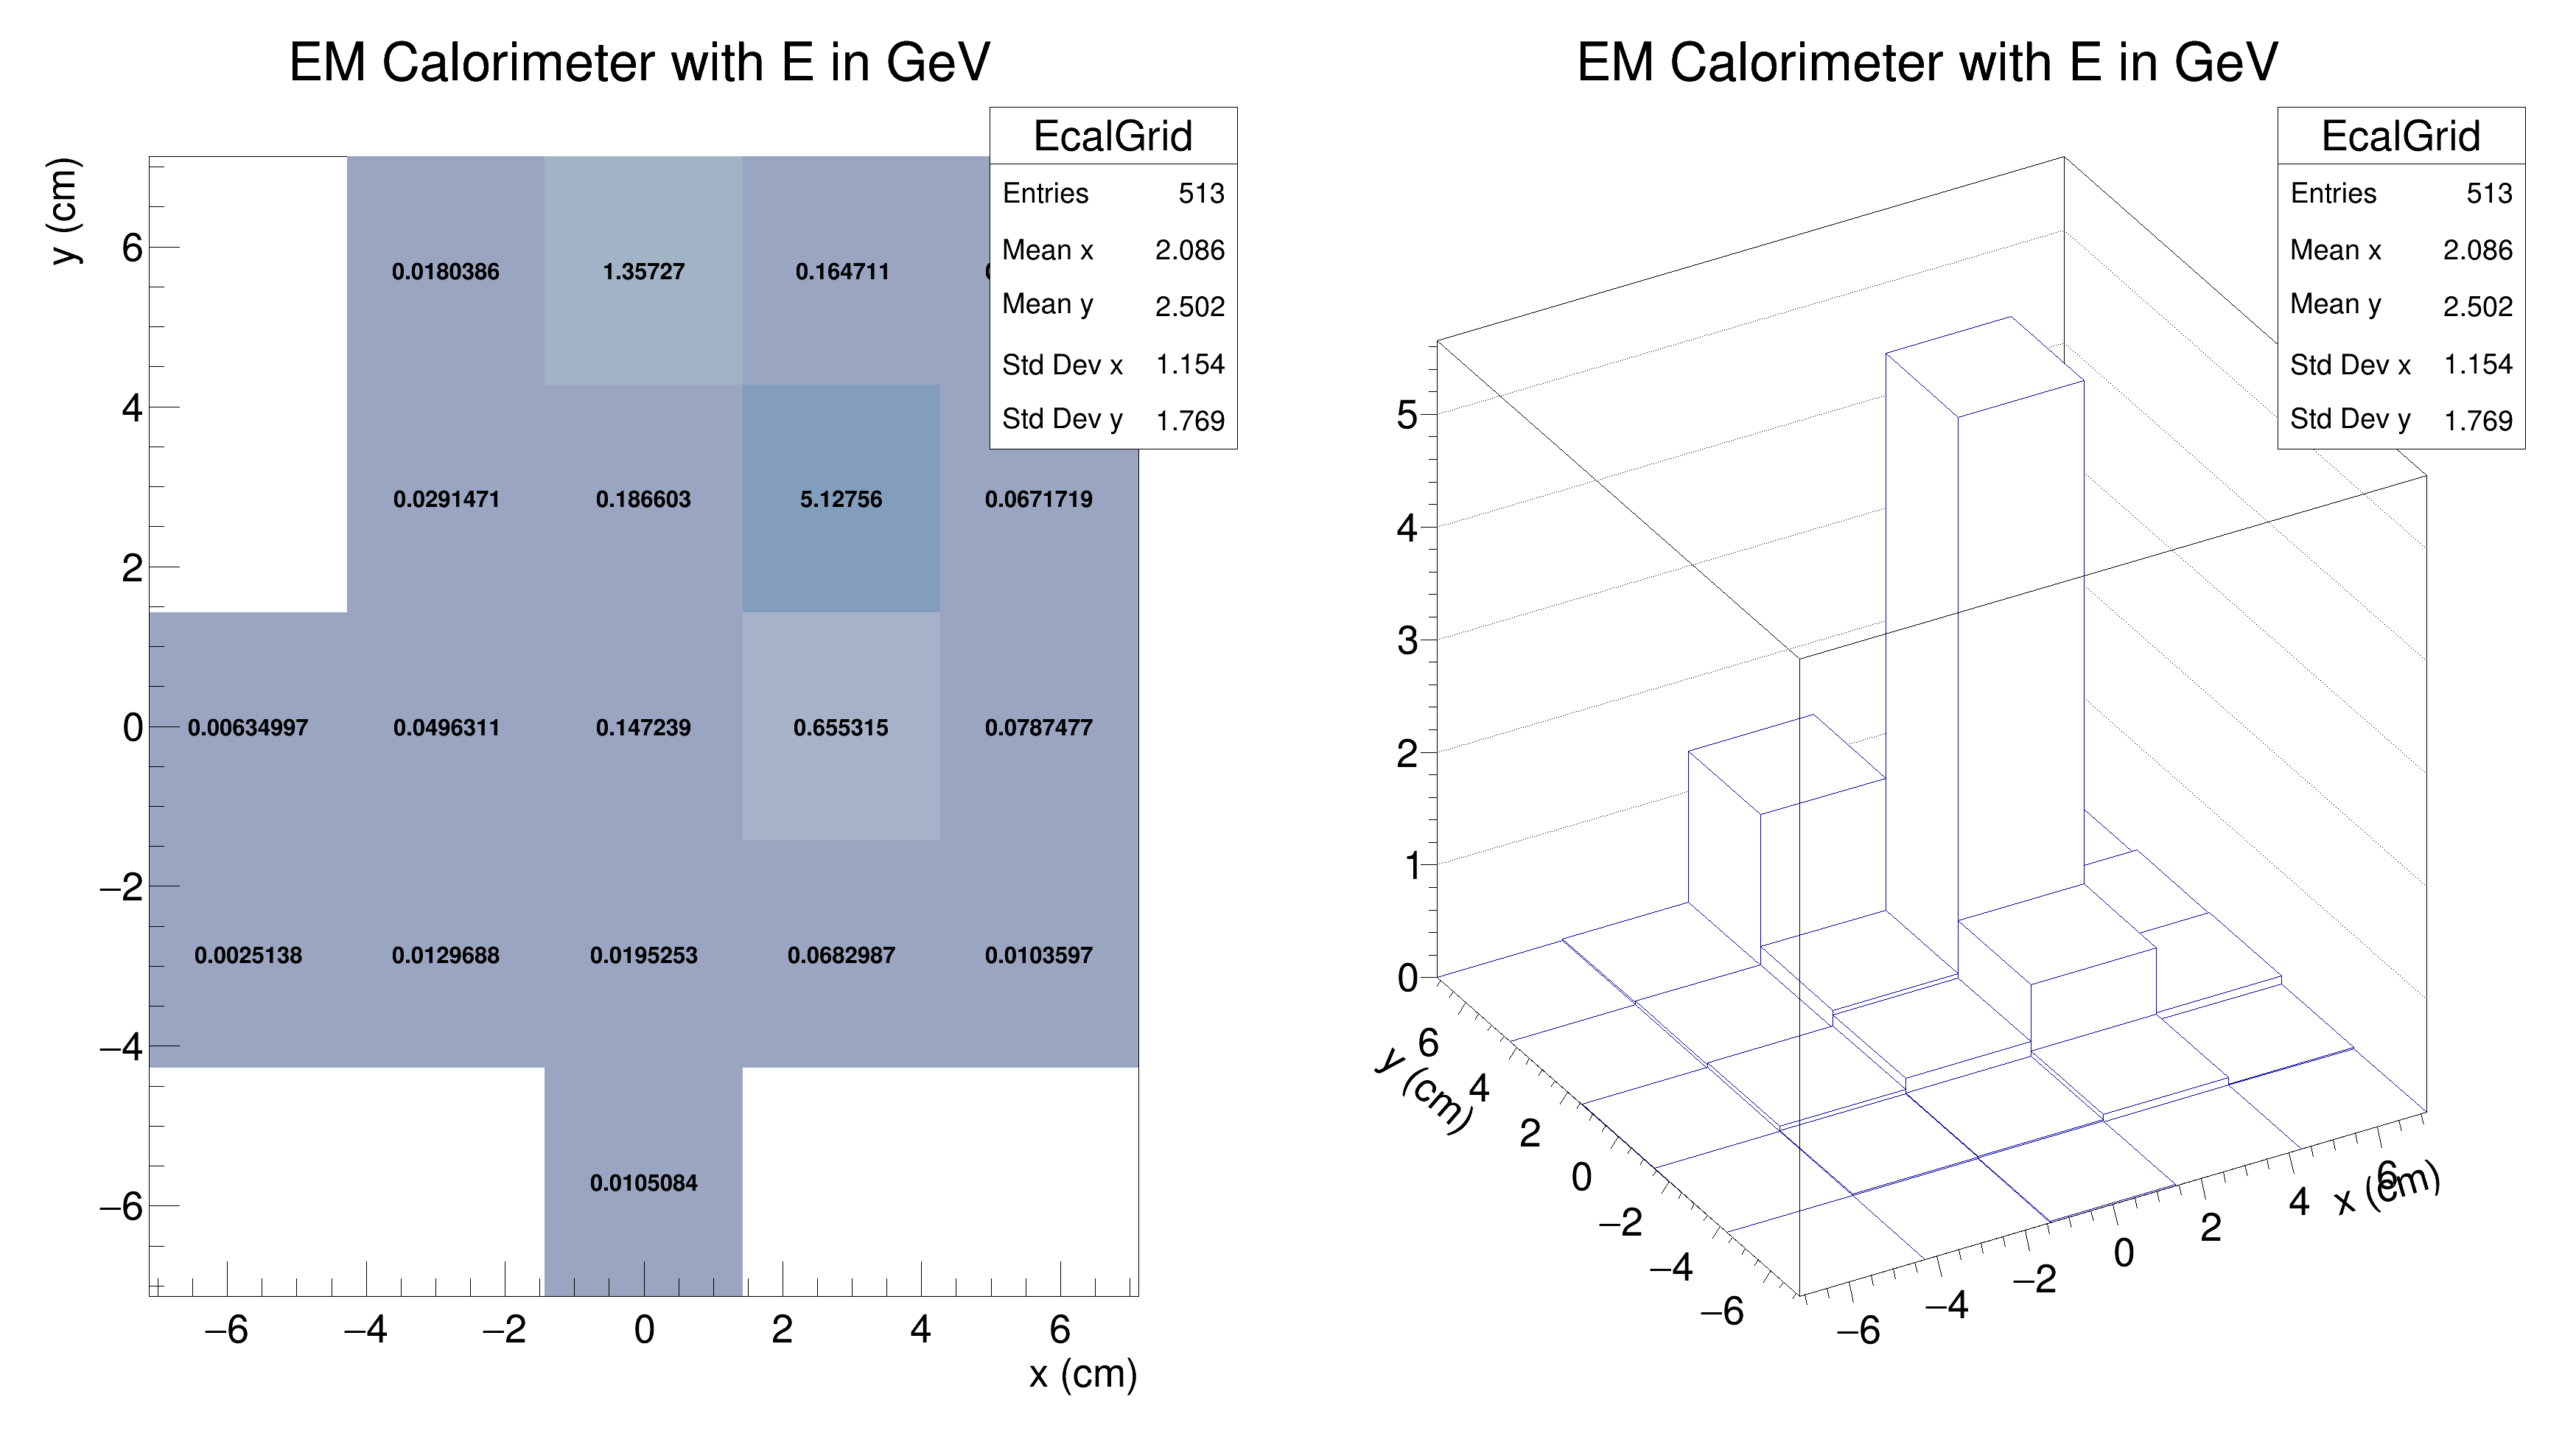 EM Calorimeter with E in GeV
EcalGrid
Entries 513
Mean x 2.086
Mean y 2.502
Std Dev x 1.154
Std Dev y 1.769
y (cm)
6
4
2
0
−2
−4
−6
0.0180386 1.35727 0.164711
0.0291471 0.186603 5.12756 0.0671719
0.00634997 0.0496311 0.147239 0.655315 0.0787477
0.0025138 0.0129688 0.0195253 0.0682987 0.0103597
0.0105084
−6 −4 −2 0 2 4 6
x (cm)
EM Calorimeter with E in GeV
EcalGrid
Entries 513
Mean x 2.086
Mean y 2.502
Std Dev x 1.154
Std Dev y 1.769
5
4
3
2
1
0
6
4
2
0
−2
−4
−6
y (cm)
−6
−4
−2
0
2
4
6
x (cm)